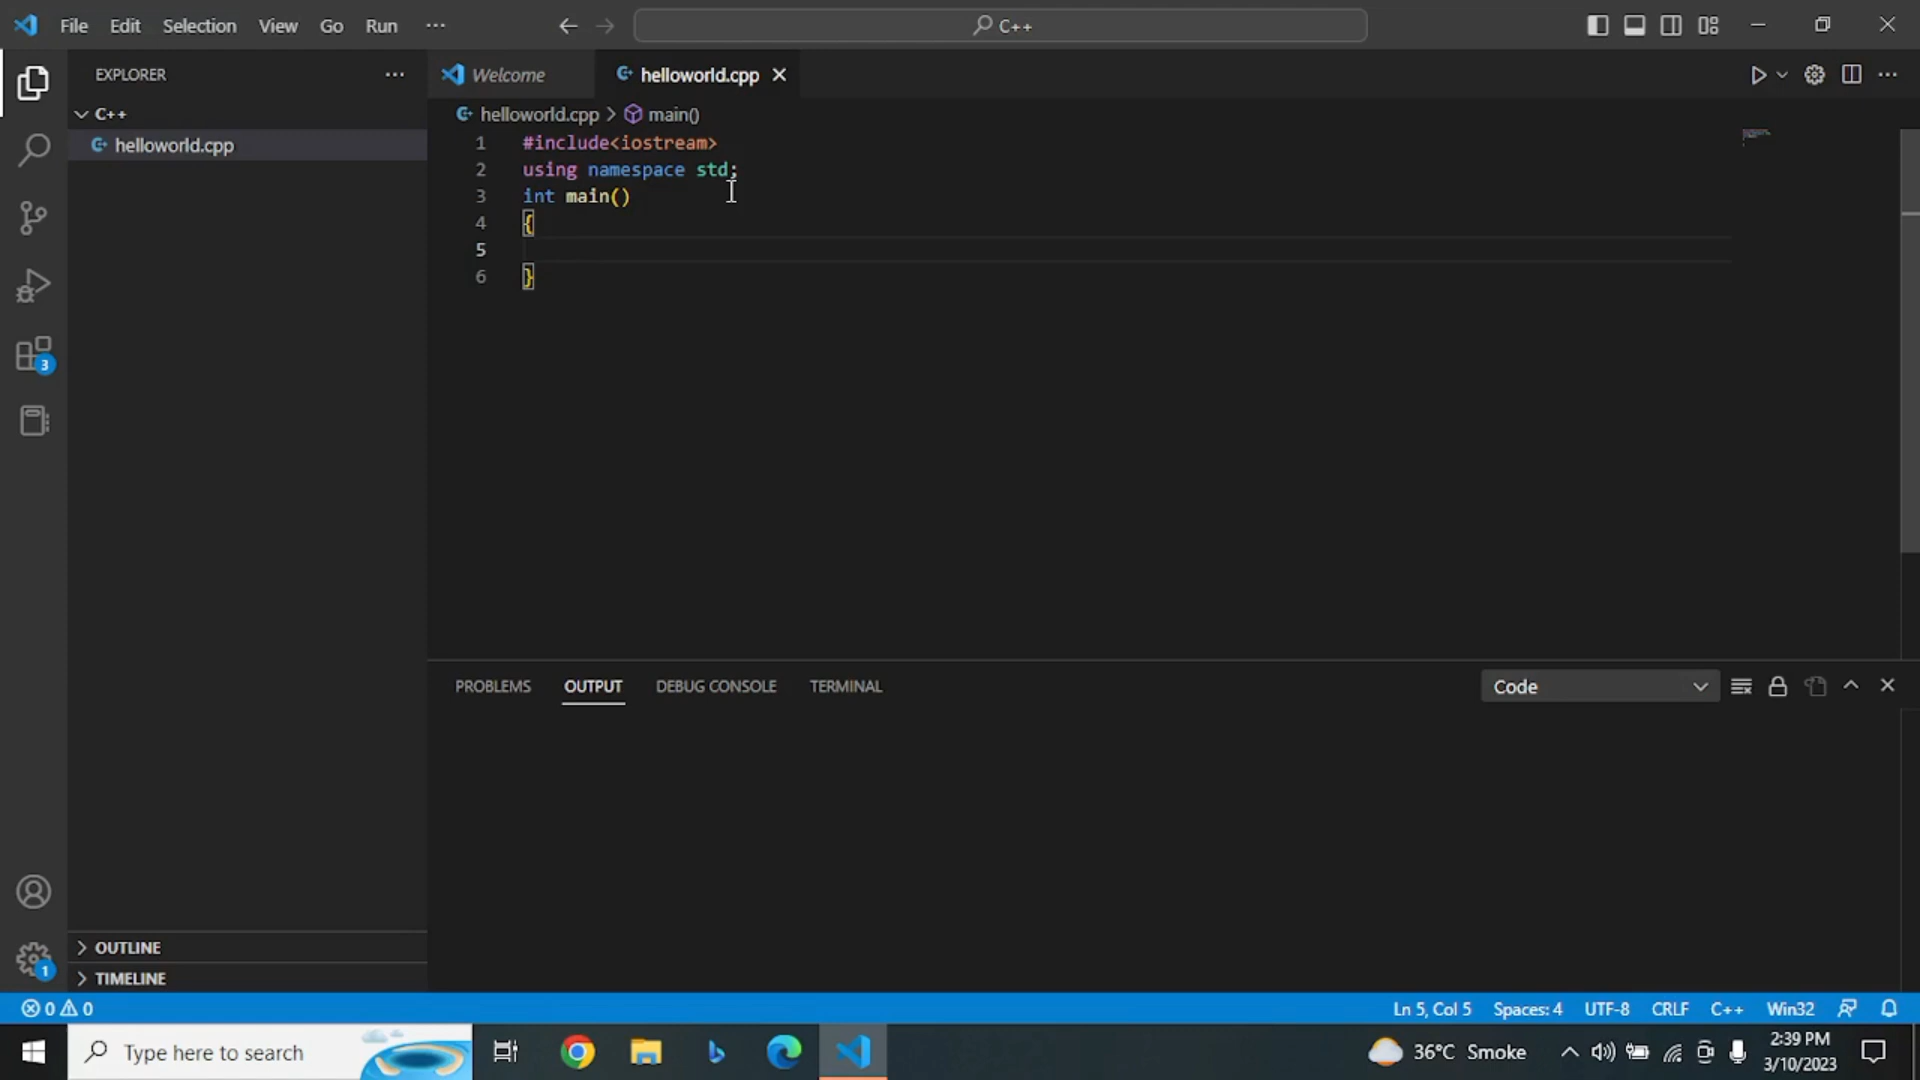 File Edit Selection View Go Run ···
C++
EXPLORER ···
Welcome
helloworld.cpp
C++
helloworld.cpp > main()
helloworld.cpp
1 #include<iostream>
2 using namespace std;
3 int main()
4 {
5
6 }
3
PROBLEMS OUTPUT DEBUG CONSOLE TERMINAL
Code
OUTLINE
1
TIMELINE
0 0
Ln 5, Col 5 Spaces: 4 UTF-8 CRLF C++ Win32
Type here to search
36°C Smoke
2:39 PM
3/10/2023